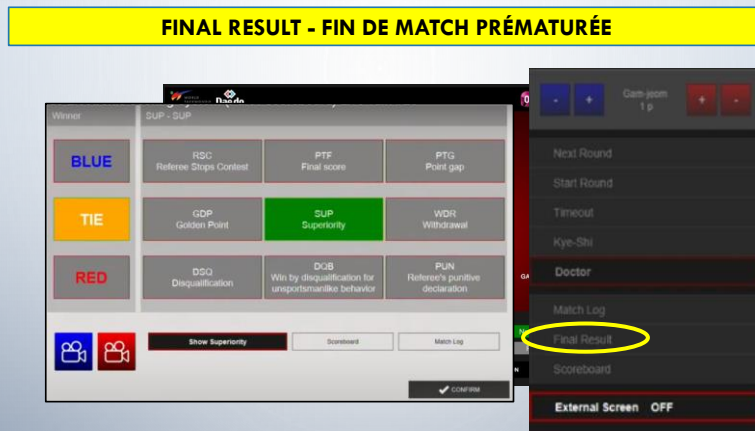 FINAL RESULT - FIN DE MATCH PRÉMATURÉE
Daedo
Winner
SUP - SUP
BLUE
RSC
Referee Stops Contest
PTF
Final score
PTG
Point gap
TIE
GDP
Golden Point
SUP
Superiority
WDR
Withdrawal
RED
DSQ
Disqualification
DQB
Win by disqualification for
unsportsmanlike behavior
PUN
Referee's punitive
declaration
Show Superiority
Scoreboard
Match Log
CONFIRM
- + Gam-jeom + -
1 p
Next Round
Start Round
Timeout
Kye-Shi
Doctor
Match Log
Final Result
Scoreboard
External Screen OFF